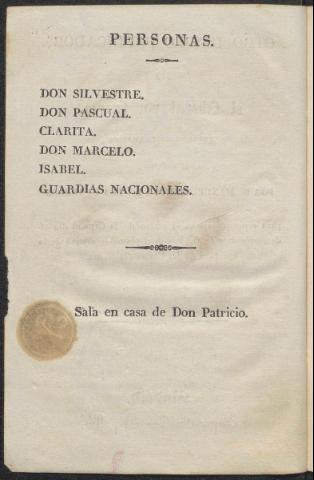 PERSONAS.
DON SILVESTRE.
DON PASCUAL.
CLARITA.
DON MARCELO.
ISABEL.
GUARDIAS NACIONALES.
Sala en casa de Don Patricio.